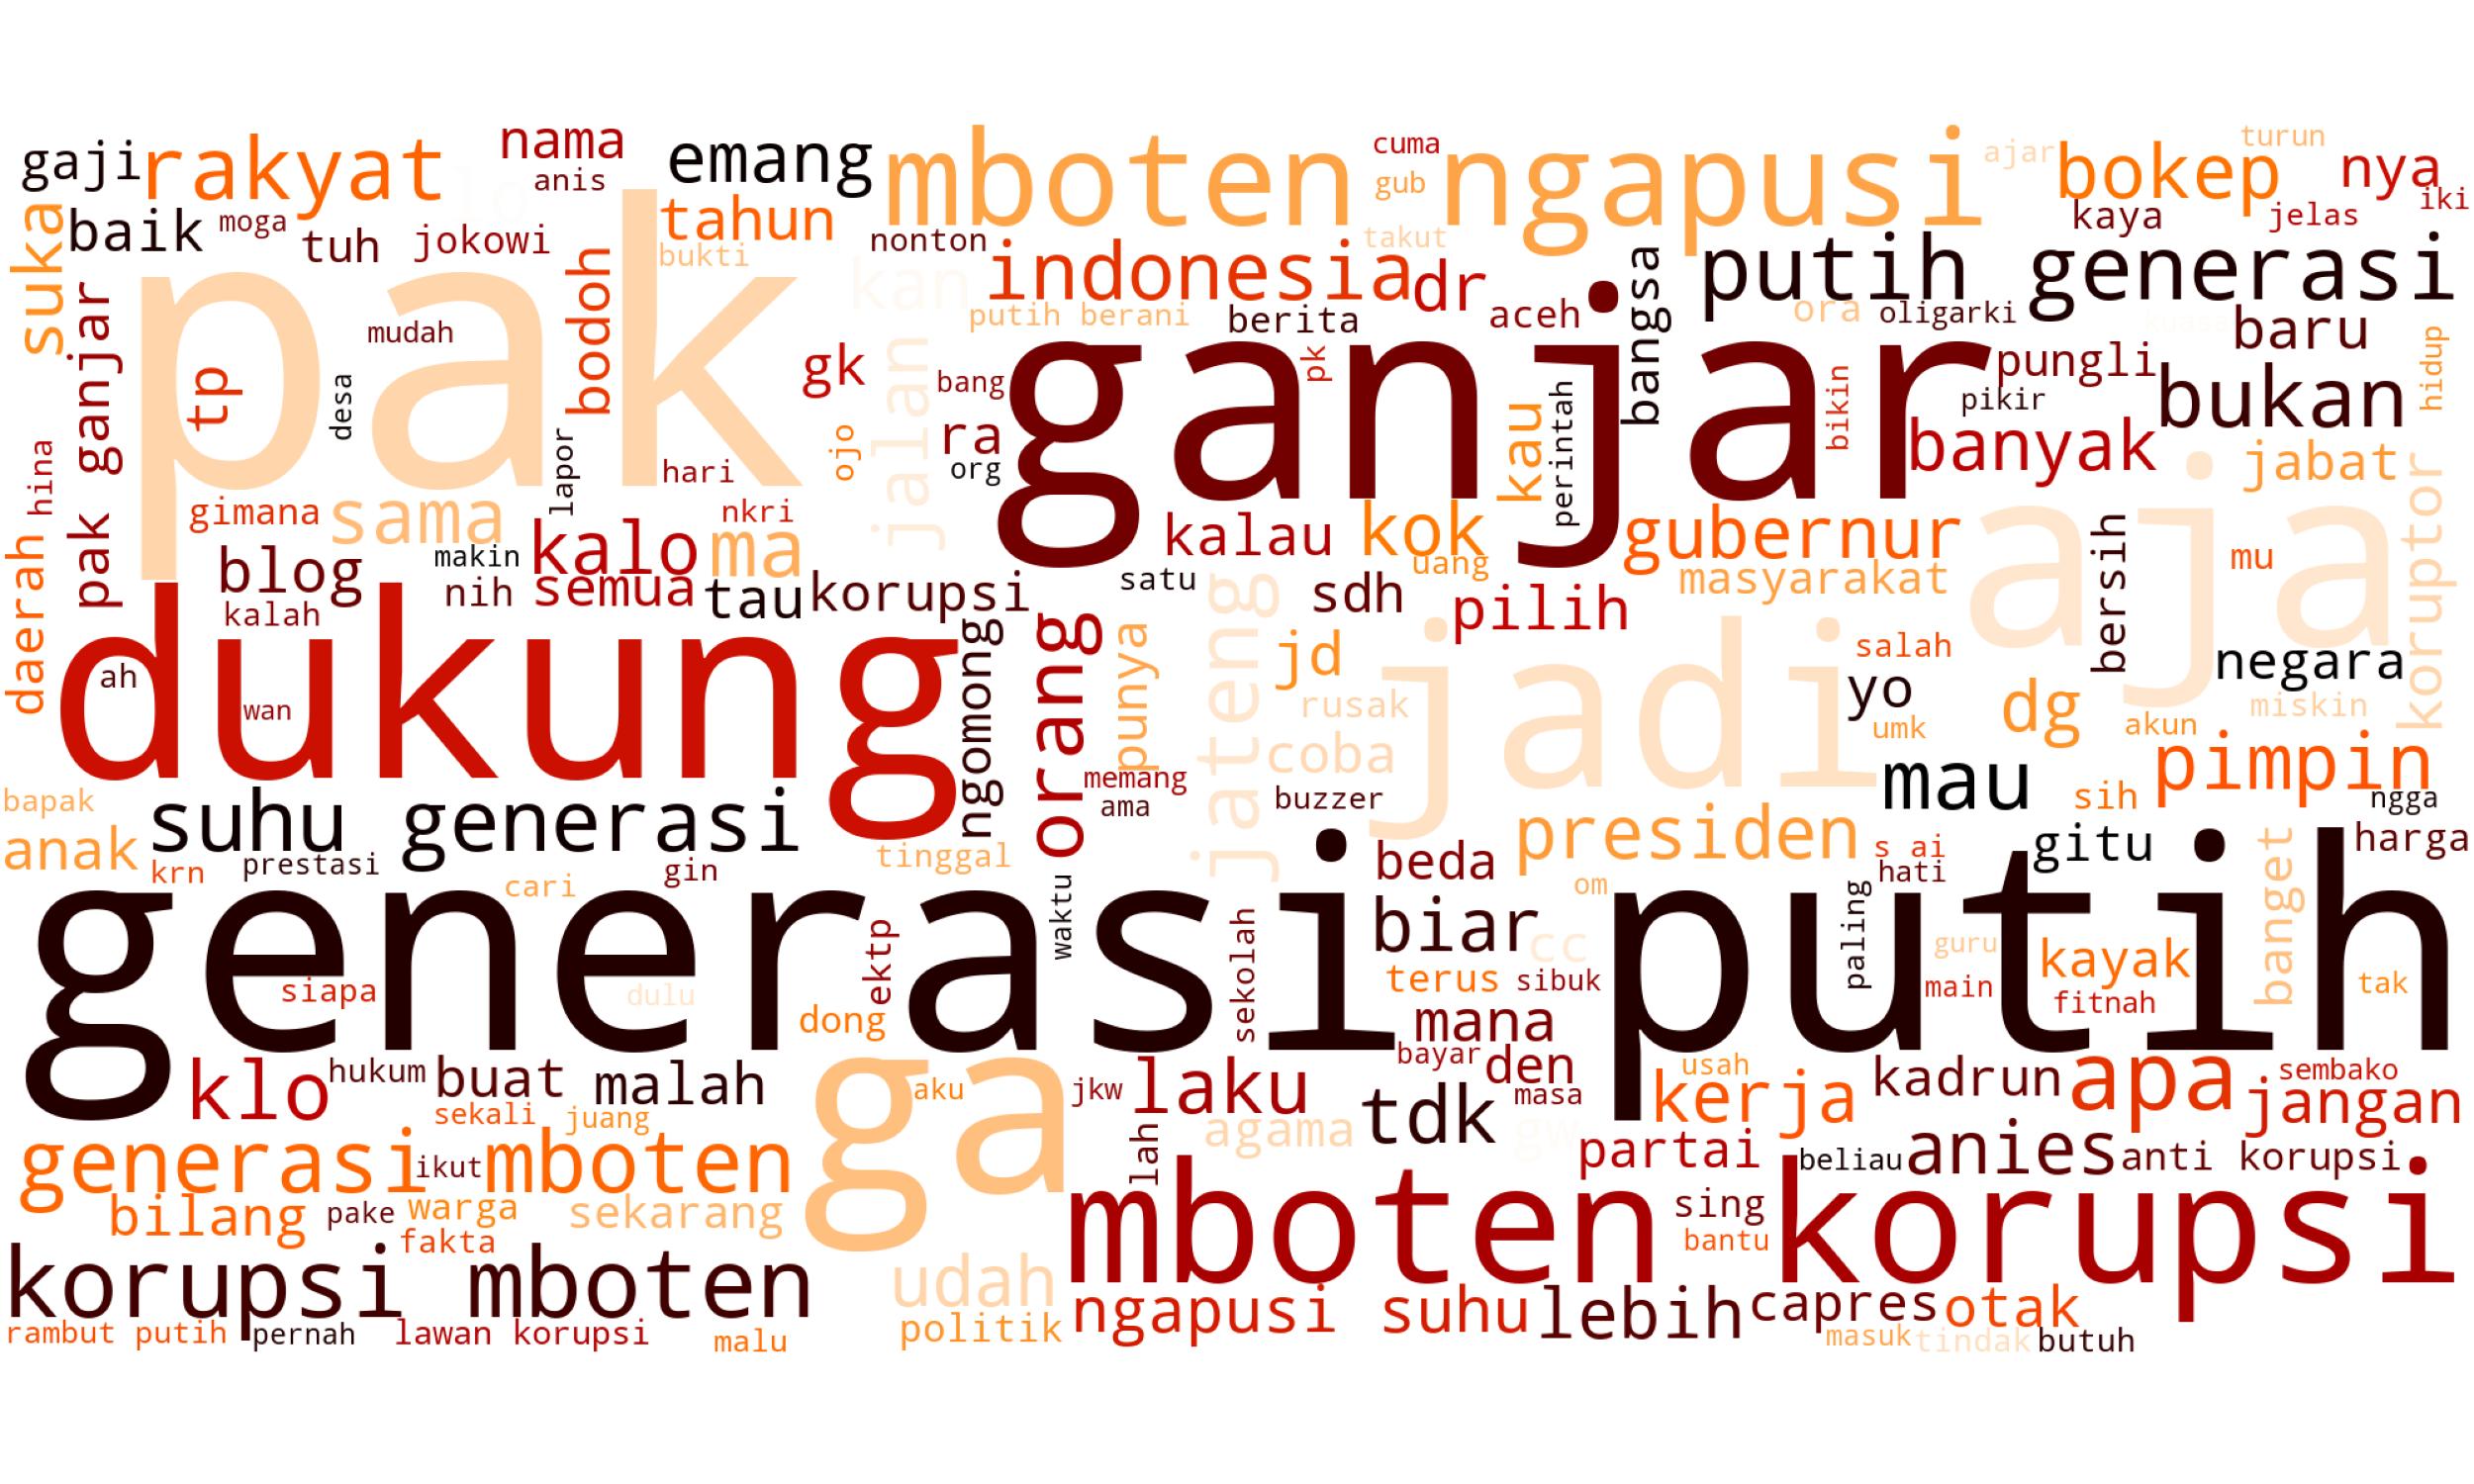 gaji
rakyat
nama
anis
emang
mboten ngapusi
cuma
gub
ajar
bokep
turun
nya
iki
suka
baik
moga
tuh
jokowi
tahun
bukti
nonton
kan
indonesia
takut
dr
aceh
bangsa
putih generasi
kaya
jelas
pak
pak ganjar
tp
mudah
desa
bodoh
gk
bang
jalan
putih berani
berita
pk
ganjar
ora
oligarki
baru
pungli
pikir
bukan
hidup
hina
lapor
hari
ojo
ra
org
kau
perintah
bikin
banyak
jabat
koruptor
gimana
sama
nkri
kalo
ma
kalau
kok
uang
gubernur
masyarakat
aja
bersih
mu
daerah
blog
makin
nih
semua
tau
korupsi
satu
sdh
pilih
kalah
dukung
ah
wan
ngomong
orang
punya
jateng
jd
rusak
coba
jadi
salah
yo
umk
dg
akun
negara
miskin
memang
ama
buzzer
mau
sih
pimpin
ngga
bapak
anak
suhu generasi
krn
prestasi
cari
gin
tinggal
waktu
beda
presiden
s ai
hati
gitu
banget
harga
generasi putih
siapa
dulu
dong
ektp
sekolah
biar
cc
om
terus
sibuk
paling
guru
main
kayak
fitnah
tak
mana
klo
hukum
buat
malah
sekali
juang
ga
aku
jkw
laku
lah
agama
bayar
den
masa
tdk
gw
usah
kerja
kadrun
apa
sembako
jangan
generasi mboten
ikut
partai
beliau
anies
anti korupsi
bilang
pake
warga
fakta
sekarang
mboten korupsi
sing
bantu
korupsi mboten
udah
politik
ngapusi suhu
lebih
capres
otak
rambut putih
pernah
lawan korupsi
malu
masuk
tindak
butuh